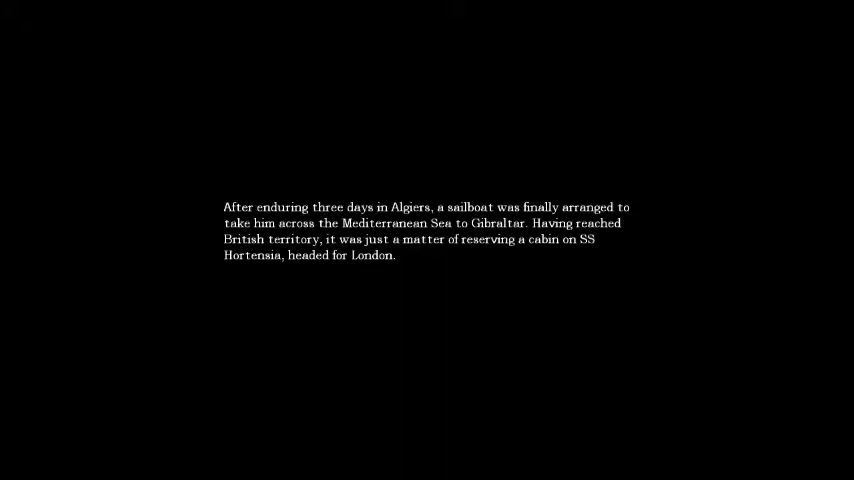 After enduring three days in Algiers, a sailboat was finally arranged to
take him across the Mediterranean Sea to Gibraltar. Having reached
British territory, it was just a matter of reserving a cabin on SS
Hortensia, headed for London.